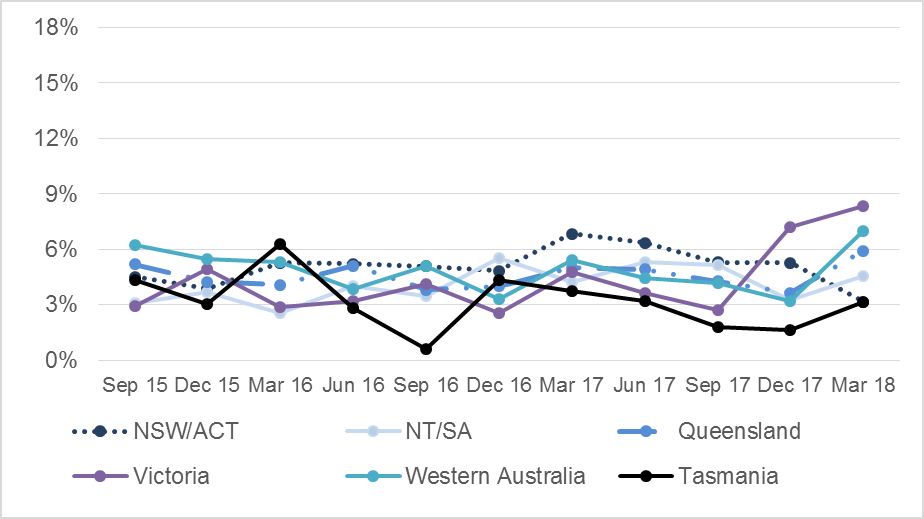 18%
15%
12%
9%
6%
3%
0%
Sep 15 Dec 15 Mar 16 Jun 16 Sep 16 Dec 16 Mar 17 Jun 17 Sep 17 Dec 17 Mar 18
NSW/ACT NT/SA Queensland
Victoria Western Australia Tasmania